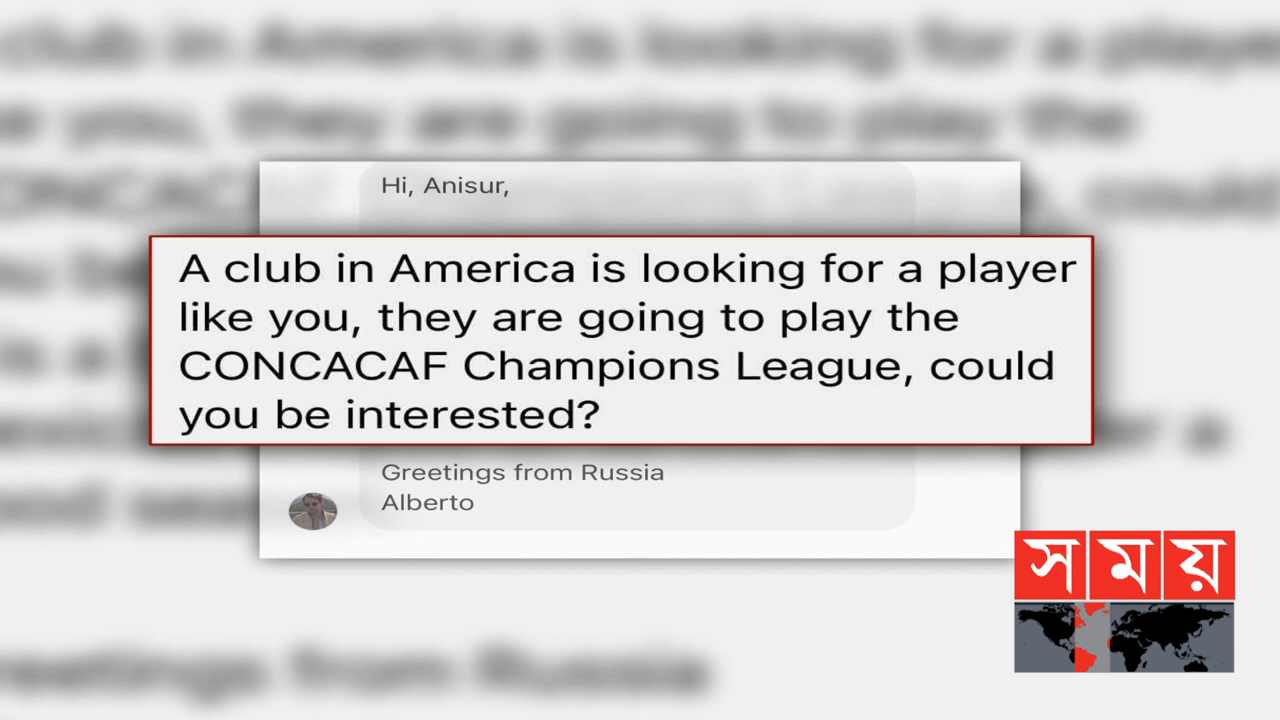 Hi, Anisur,
A club in America is looking for a player
like you, they are going to play the
CONCACAF Champions League, could
you be interested?
Greetings from Russia
Alberto
সময়